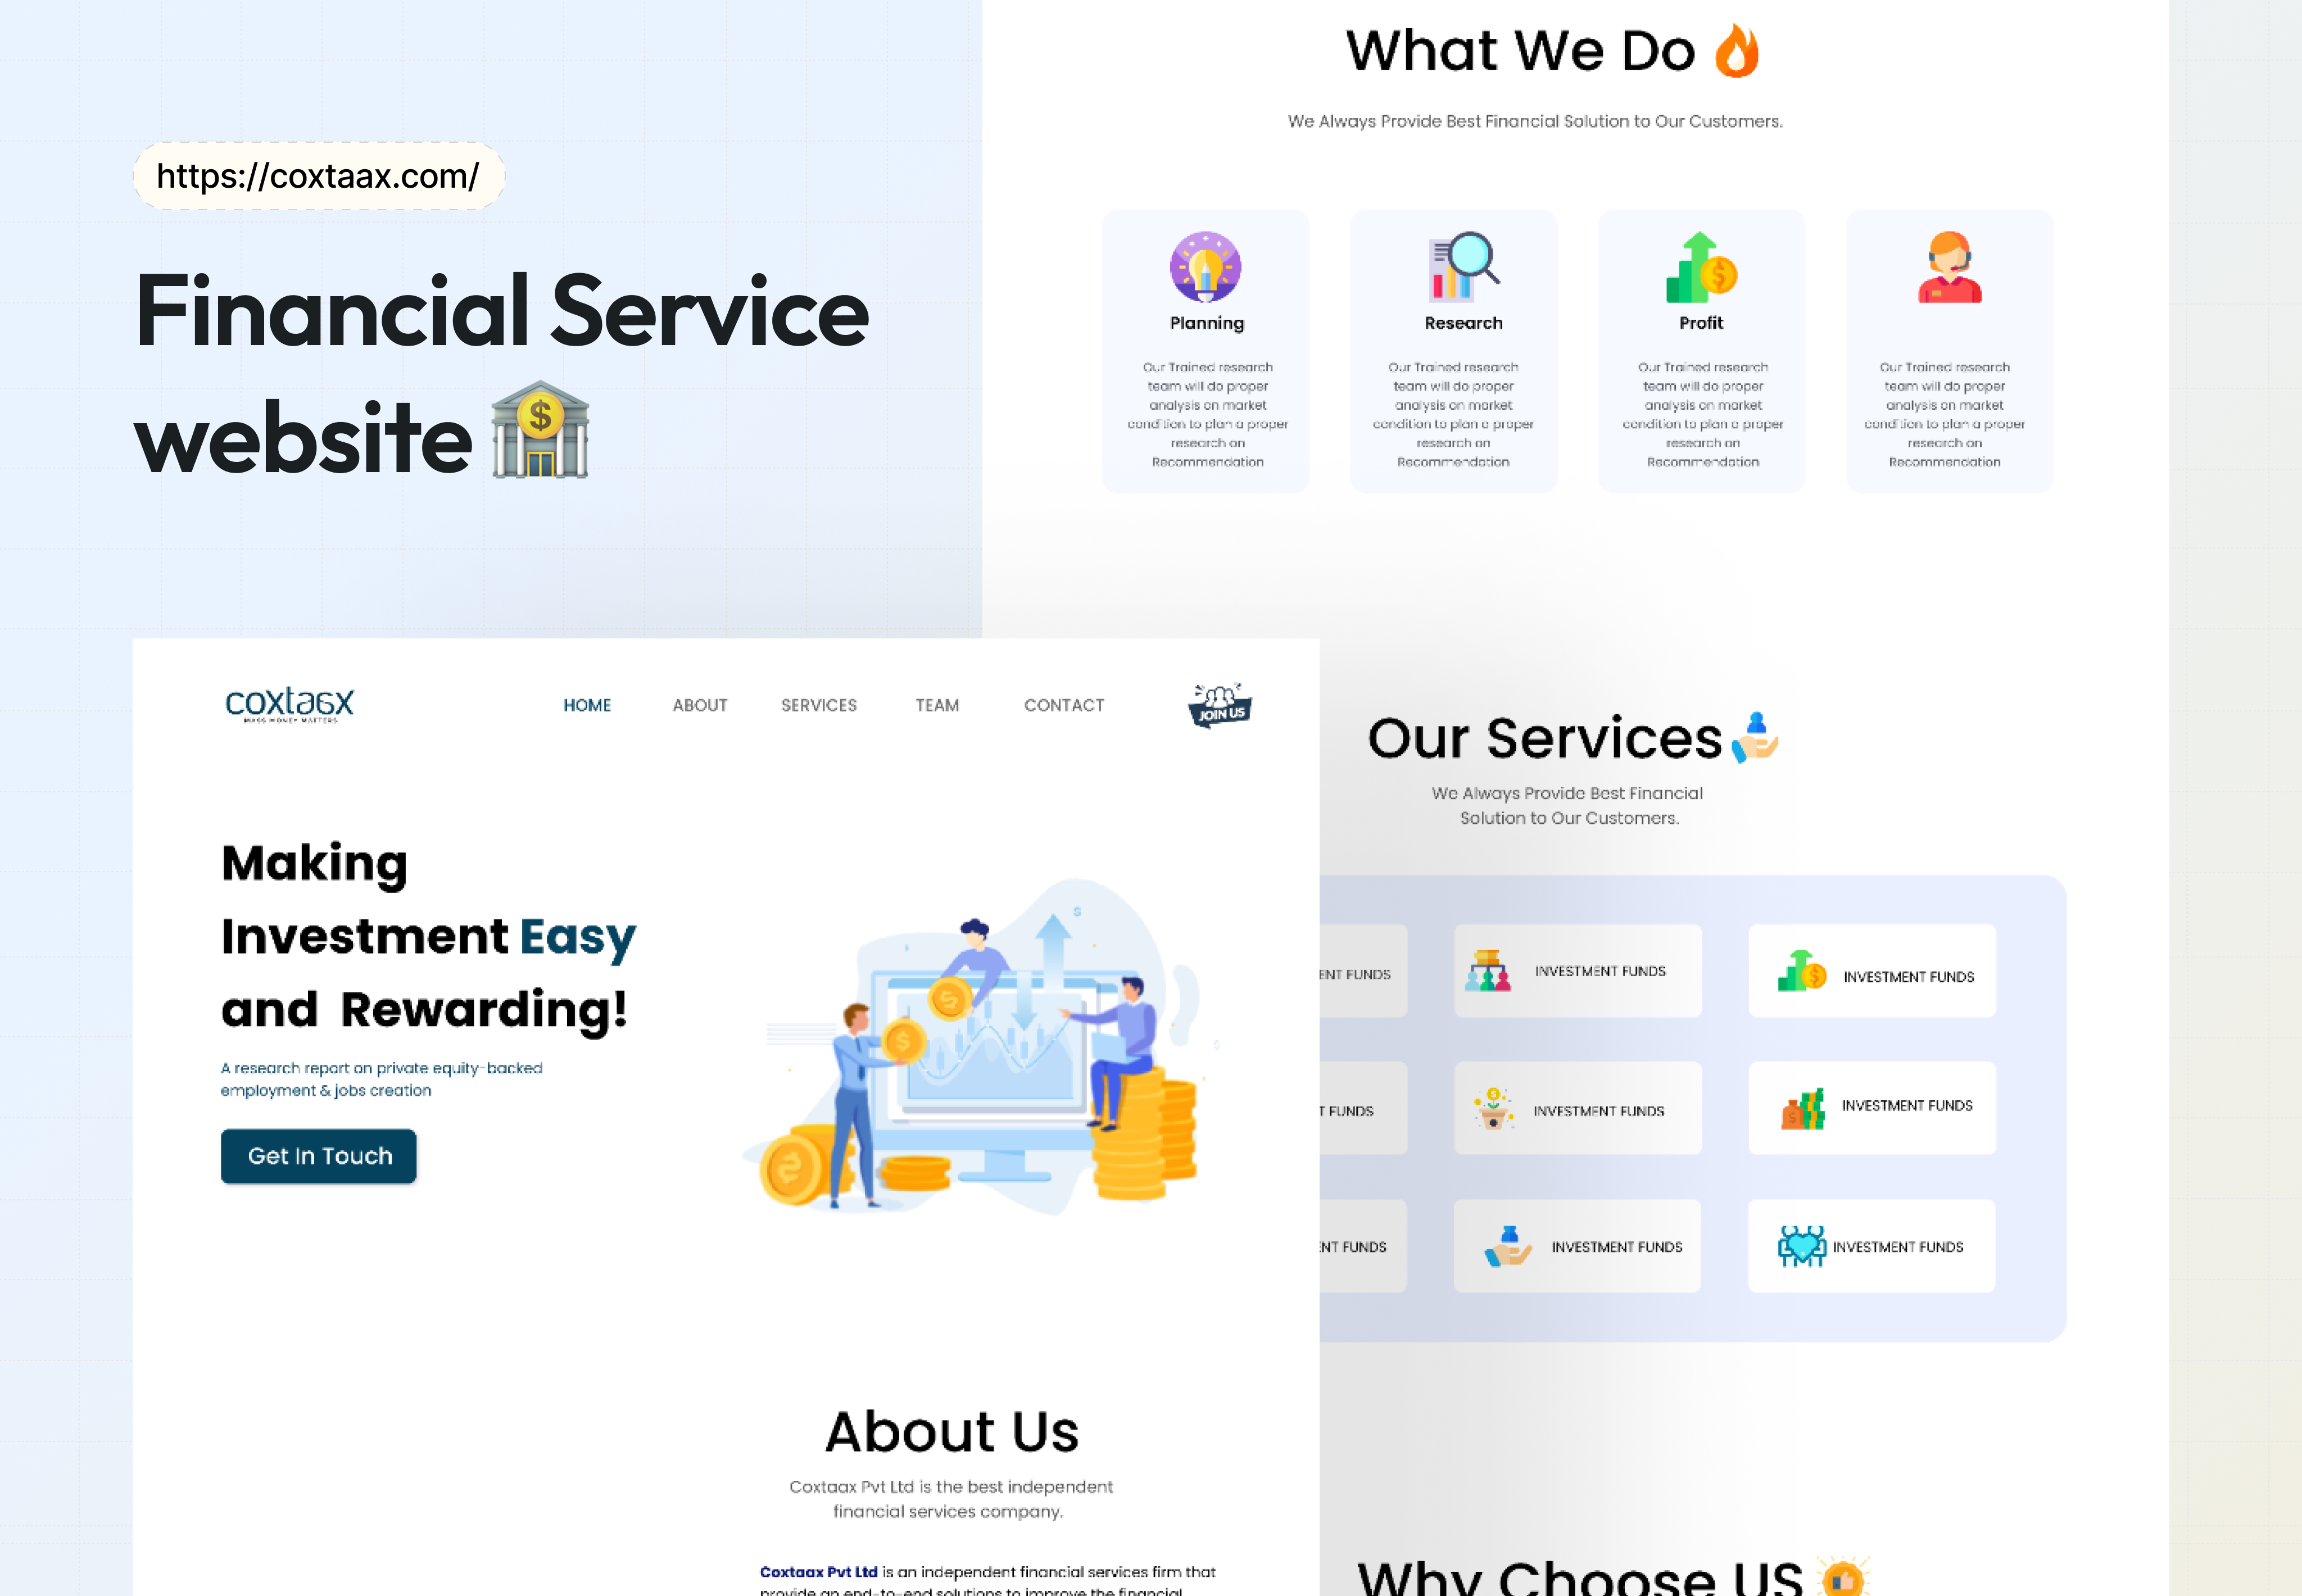 https://coxtaax.com/
Financial Service
website
What We Do
We Always Provide Best Financial Solution to Our Customers.
Planning
Our Trained research
team will do proper
analysis on market
condition to plan a proper
research on
Recommendation
Research
Our Trained research
team will do proper
analysis on market
condition to plan a proper
research on
Recommendation
Profit
Our Trained research
team will do proper
analysis on market
condition to plan a proper
research on
Recommendation
Our Trained research
team will do proper
analysis on market
condition to plan a proper
research on
Recommendation
coxtaax
MAKES MONEY MATTERS
HOME
ABOUT
SERVICES
TEAM
CONTACT
JOIN US
Making
Investment Easy
and Rewarding!
A research report on private equity-backed
employment & jobs creation
Get In Touch
About Us
Coxtaax Pvt Ltd is the best independent
financial services company.
Coxtaax Pvt Ltd is an independent financial services firm that
provide an end-to-end solutions to improve the financial
Our Services
We Always Provide Best Financial
Solution to Our Customers.
ENT FUNDS
INVESTMENT FUNDS
INVESTMENT FUNDS
T FUNDS
INVESTMENT FUNDS
INVESTMENT FUNDS
ENT FUNDS
INVESTMENT FUNDS
INVESTMENT FUNDS
Why Choose US